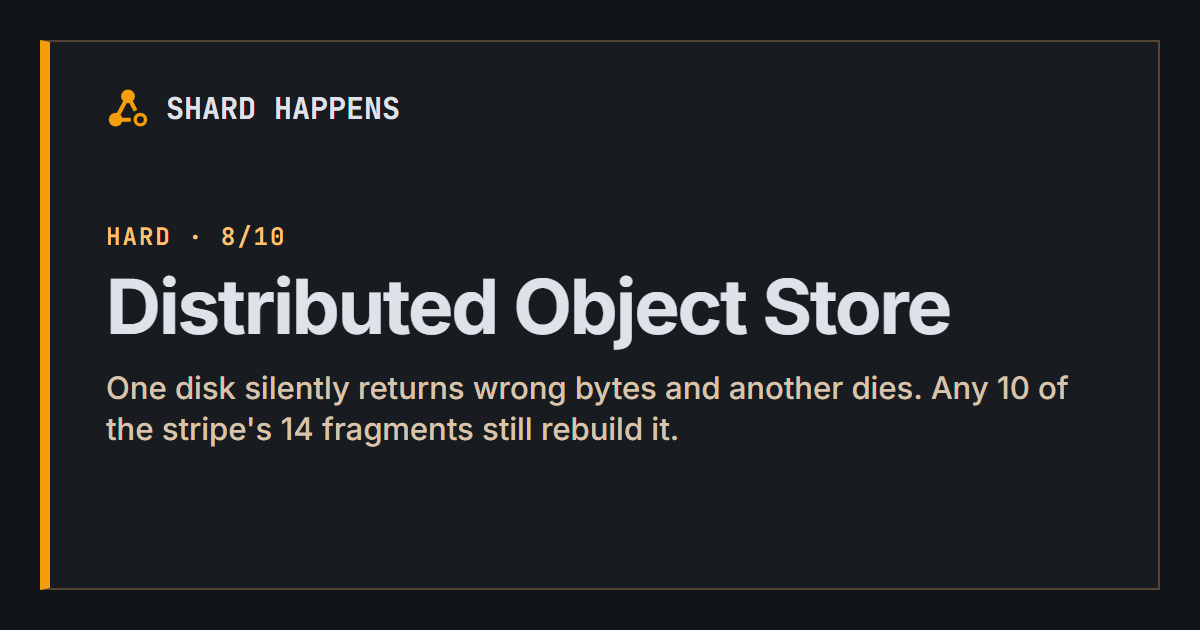 SHARD HAPPENS
HARD · 8/10
Distributed Object Store
One disk silently returns wrong bytes and another dies. Any 10 of
the stripe's 14 fragments still rebuild it.